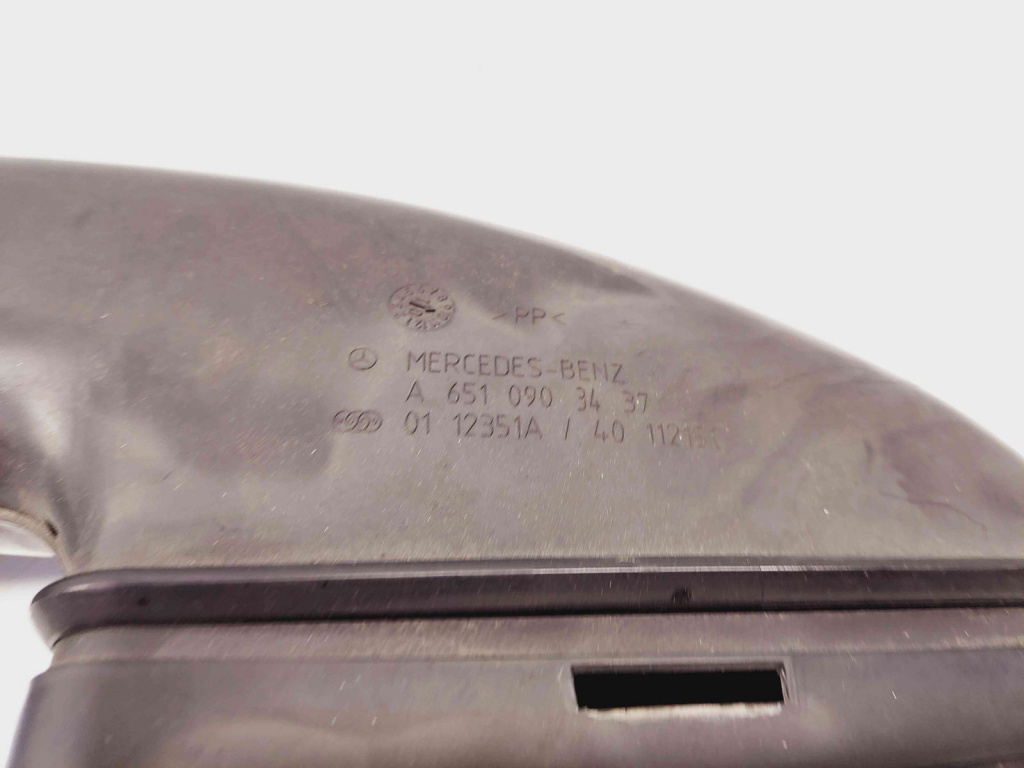 >PP<
MERCEDES-BENZ
A 651 090 34 37
01 12351A / 40